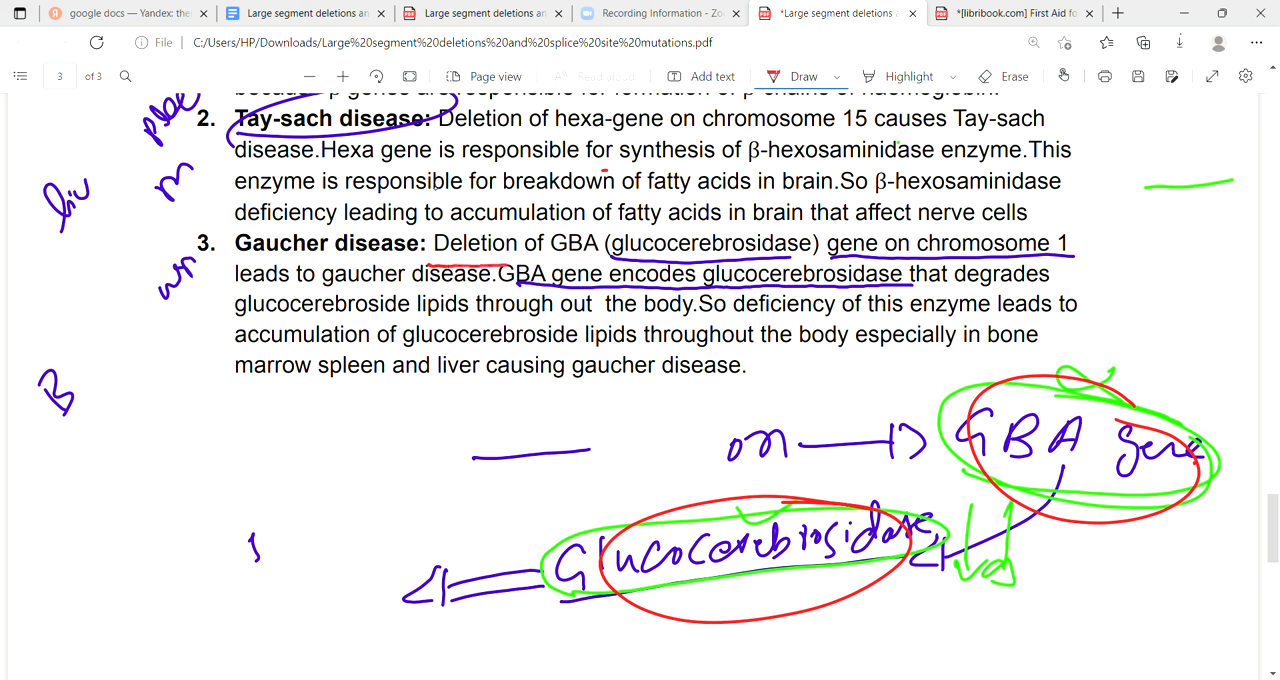 google docs — Yandex: the
Large segment deletions an
Large segment deletions an
Recording Information - Zo
*Large segment deletions a
*[libribook.com] First Aid fo
File
C:/Users/HP/Downloads/Large%20segment%20deletions%20and%20splice%20site%20mutations.pdf
3 of 3
Page view
Read aloud
Add text
Draw
Highlight
Erase
2. Tay-sach disease: Deletion of hexa-gene on chromosome 15 causes Tay-sach
disease.Hexa gene is responsible for synthesis of β-hexosaminidase enzyme.This
enzyme is responsible for breakdown of fatty acids in brain.So β-hexosaminidase
deficiency leading to accumulation of fatty acids in brain that affect nerve cells
3. Gaucher disease: Deletion of GBA (glucocerebrosidase) gene on chromosome 1
leads to gaucher disease.GBA gene encodes glucocerebrosidase that degrades
glucocerebroside lipids through out the body.So deficiency of this enzyme leads to
accumulation of glucocerebroside lipids throughout the body especially in bone
marrow spleen and liver causing gaucher disease.
B
on GBA gene
Glucocerebrosidase